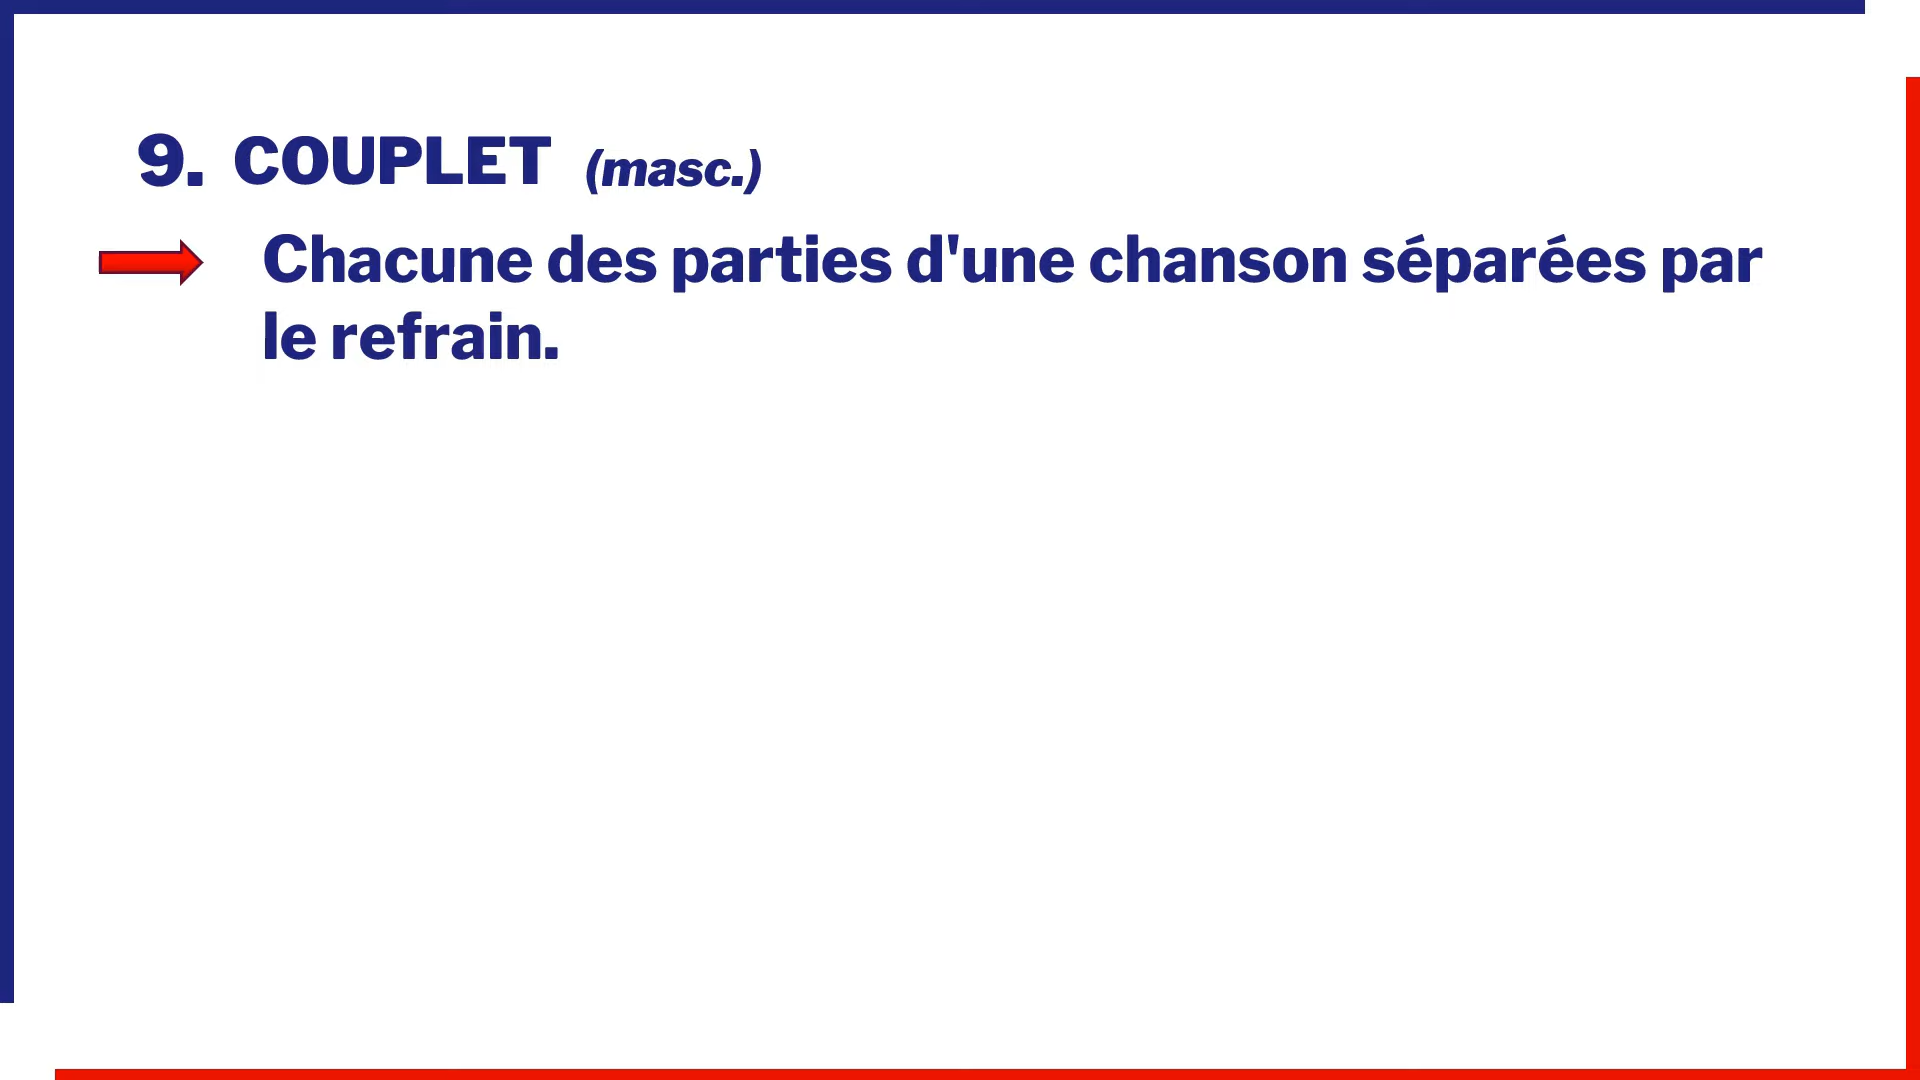 9. COUPLET (masc.)
Chacune des parties d'une chanson séparées par
le refrain.